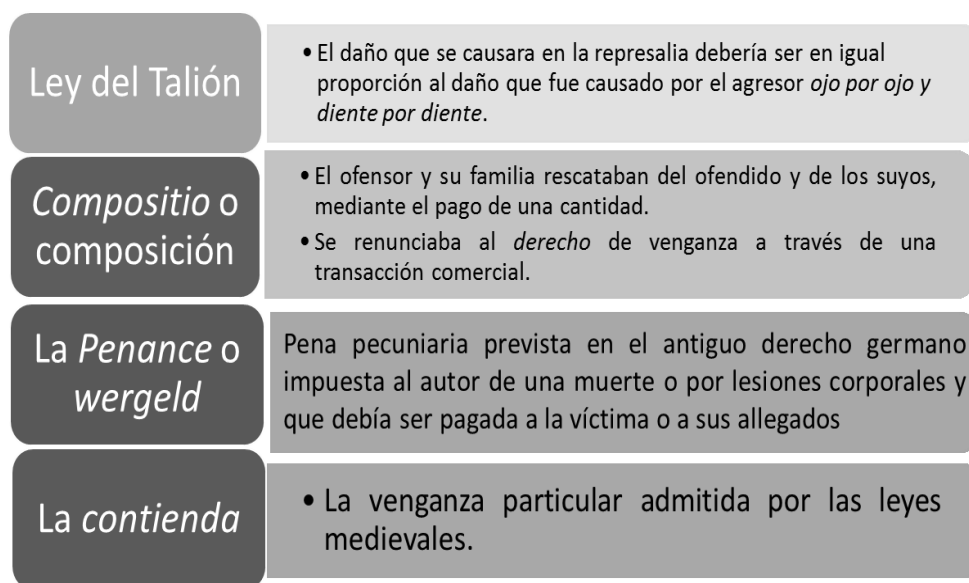 Ley del Talión
• El daño que se causara en la represalia debería ser en igual
proporción al daño que fue causado por el agresor ojo por ojo y
diente por diente.
Compositio o
composición
• El ofensor y su familia rescataban del ofendido y de los suyos,
mediante el pago de una cantidad.
• Se renunciaba al derecho de venganza a través de una
transacción comercial.
La Penance o
wergeld
Pena pecuniaria prevista en el antiguo derecho germano
impuesta al autor de una muerte o por lesiones corporales y
que debía ser pagada a la víctima o a sus allegados
La contienda
• La venganza particular admitida por las leyes
medievales.